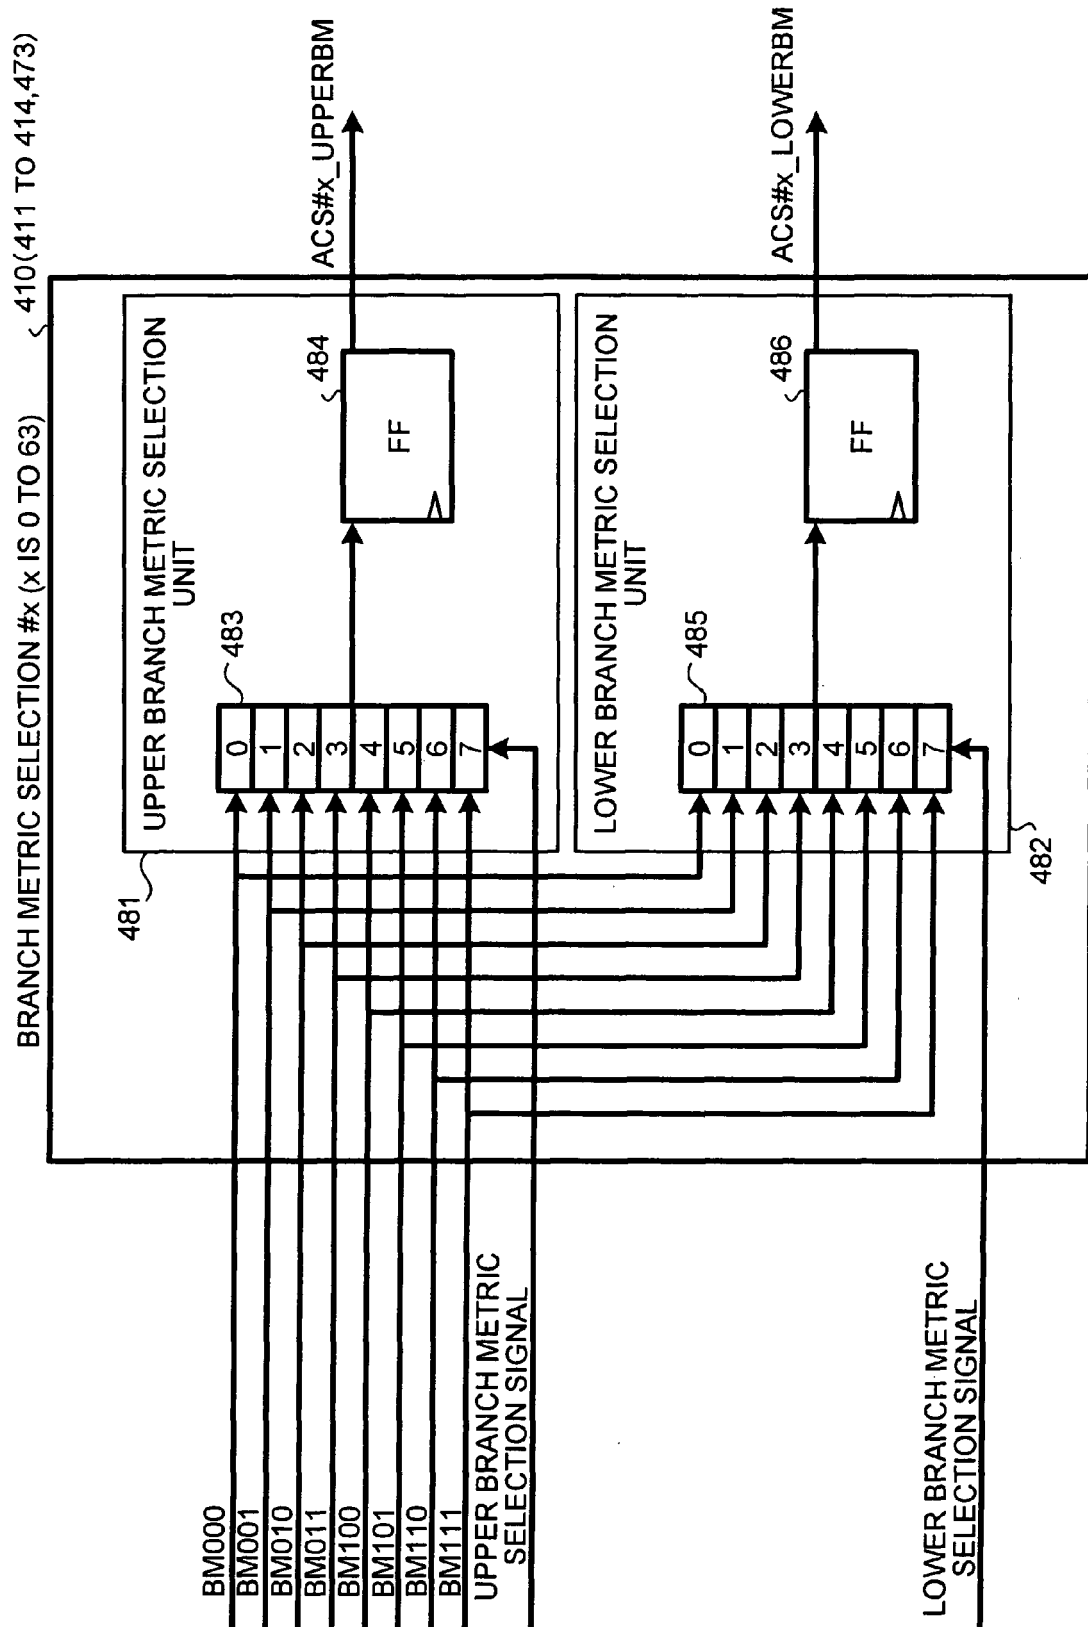 BRANCH METRIC SELECTION #x (x IS 0 TO 63)
410(411 TO 414,473)
481
UPPER BRANCH METRIC SELECTION
UNIT
483
0
1
2
3
4
5
6
7
484
FF
ACS#x_UPPERBM
LOWER BRANCH METRIC SELECTION
UNIT
485
0
1
2
3
4
5
6
7
486
FF
ACS#x_LOWERBM
482
BM000
BM001
BM010
BM011
BM100
BM101
BM110
BM111
UPPER BRANCH METRIC
SELECTION SIGNAL
LOWER BRANCH METRIC
SELECTION SIGNAL